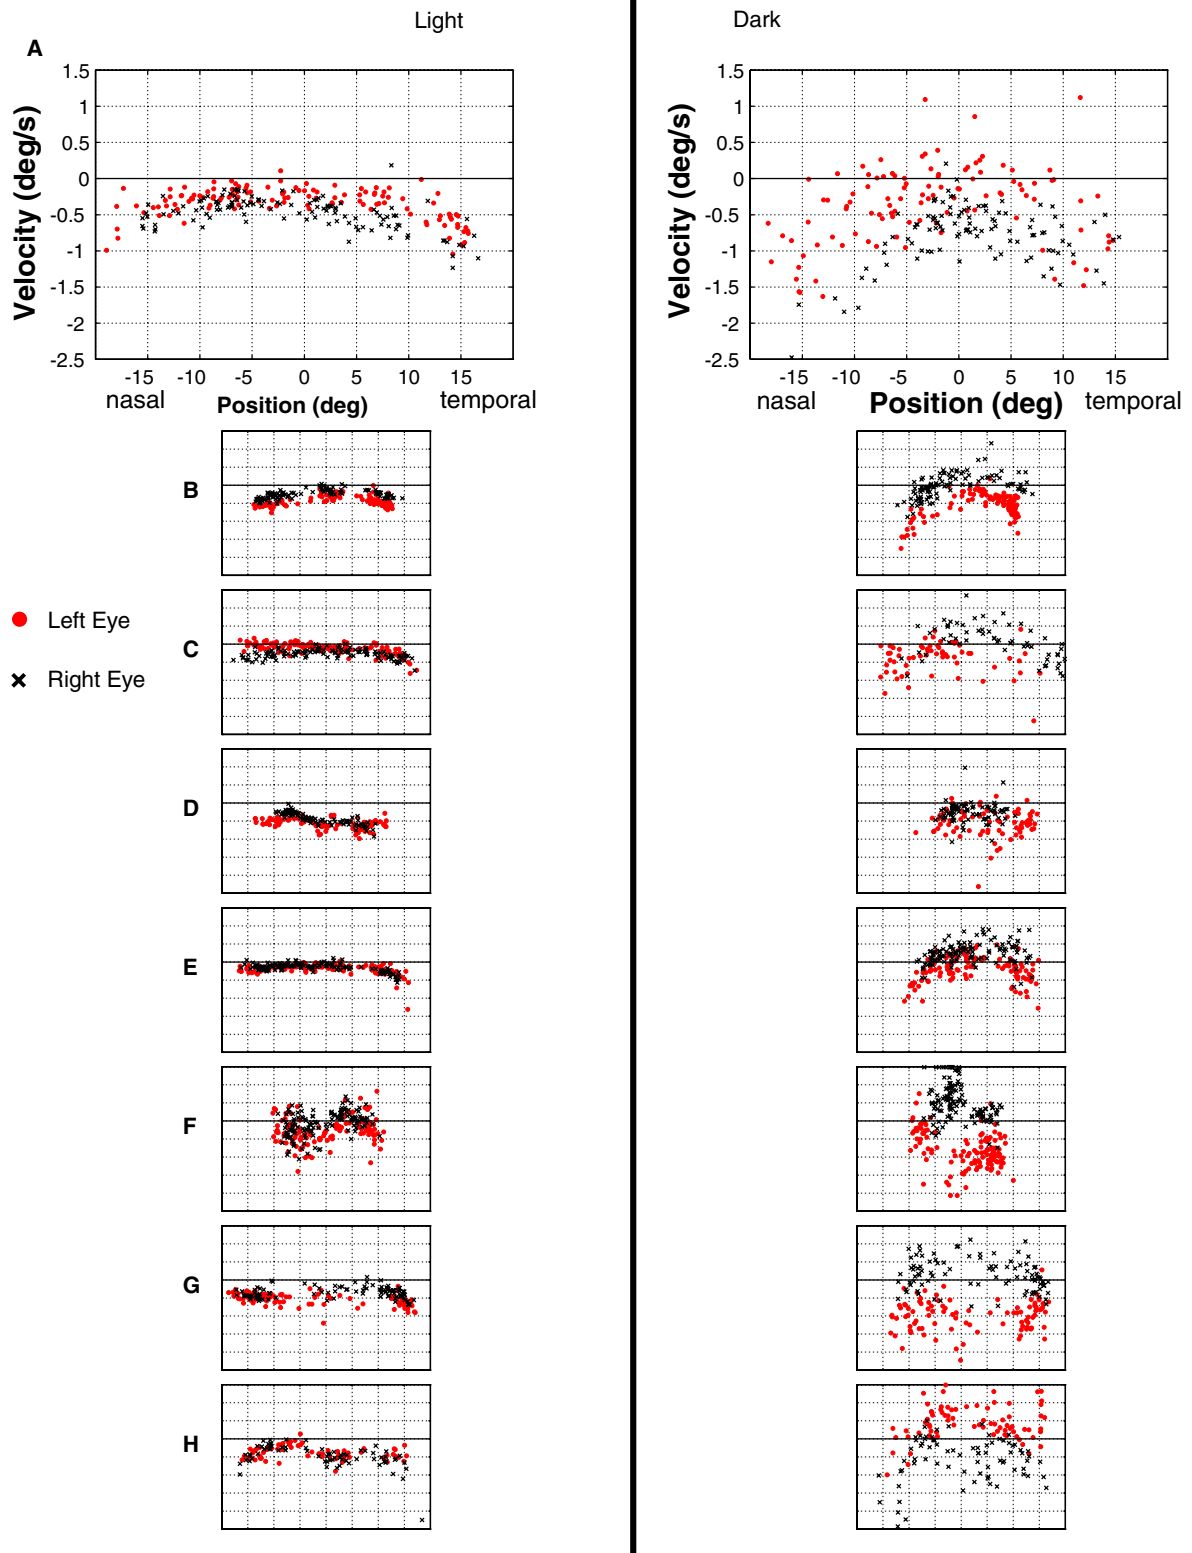 Light
Dark
A
1.5
1
0.5
0
-0.5
-1
-1.5
-2
-2.5
Velocity (deg/s)
-15 -10 -5 0 5 10 15
nasal Position (deg) temporal
1.5
1
0.5
0
-0.5
-1
-1.5
-2
-2.5
Velocity (deg/s)
-15 -10 -5 0 5 10 15
nasal Position (deg) temporal
B
Left Eye
C
Right Eye
D
E
F
G
H